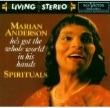 LIVING STEREO
MARIAN
ANDERSON
he's got the
whole world in
his hands
SPIRITUALS